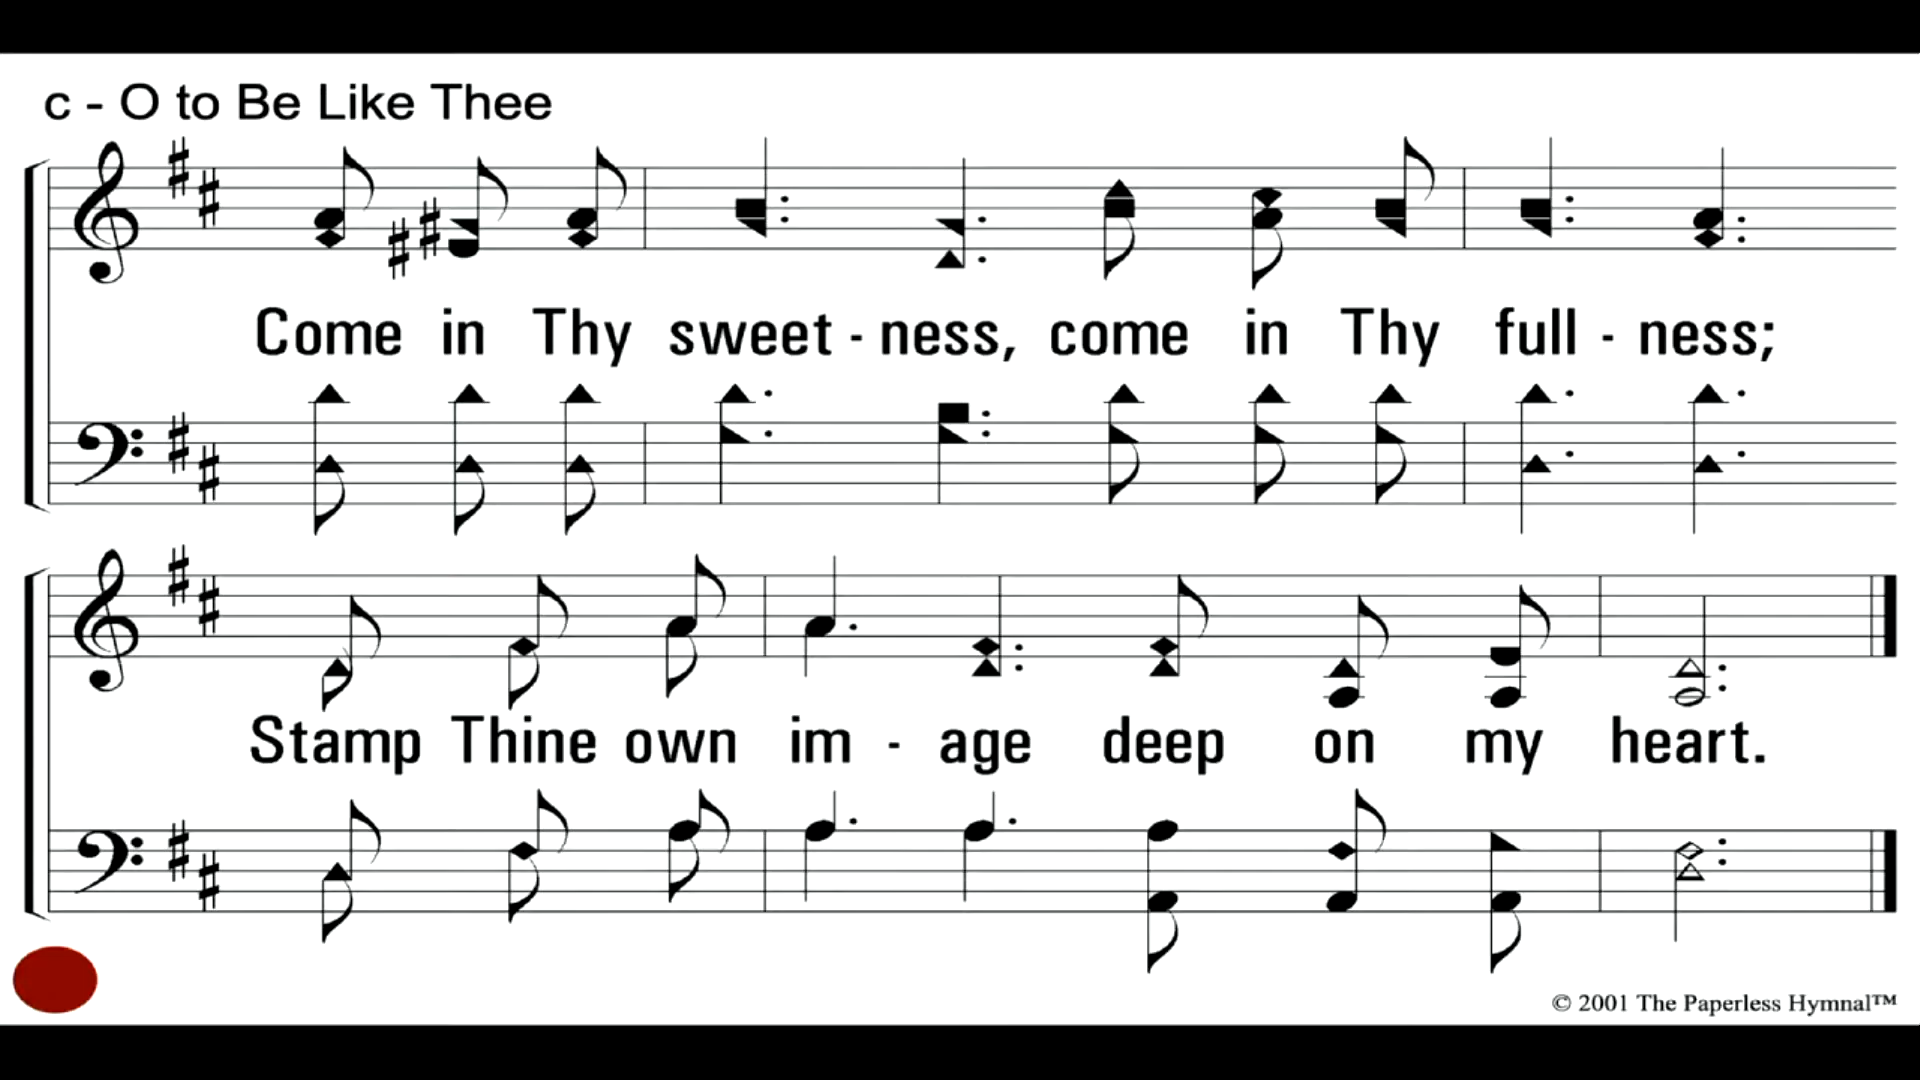 c - O to Be Like Thee
Come in Thy sweet - ness, come in Thy full - ness;
Stamp Thine own im - age deep on my heart.
© 2001 The Paperless Hymnal™